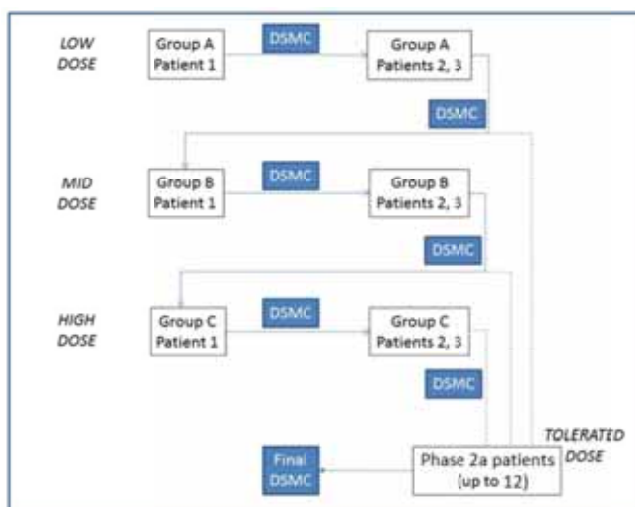 LOW
DOSE
Group A
Patient 1
DSMC
Group A
Patients 2, 3
DSMC
MID
DOSE
Group B
Patient 1
DSMC
Group B
Patients 2, 3
DSMC
HIGH
DOSE
Group C
Patient 1
DSMC
Group C
Patients 2, 3
DSMC
TOLERATED
DOSE
Phase 2a patients
(up to 12)
Final
DSMC